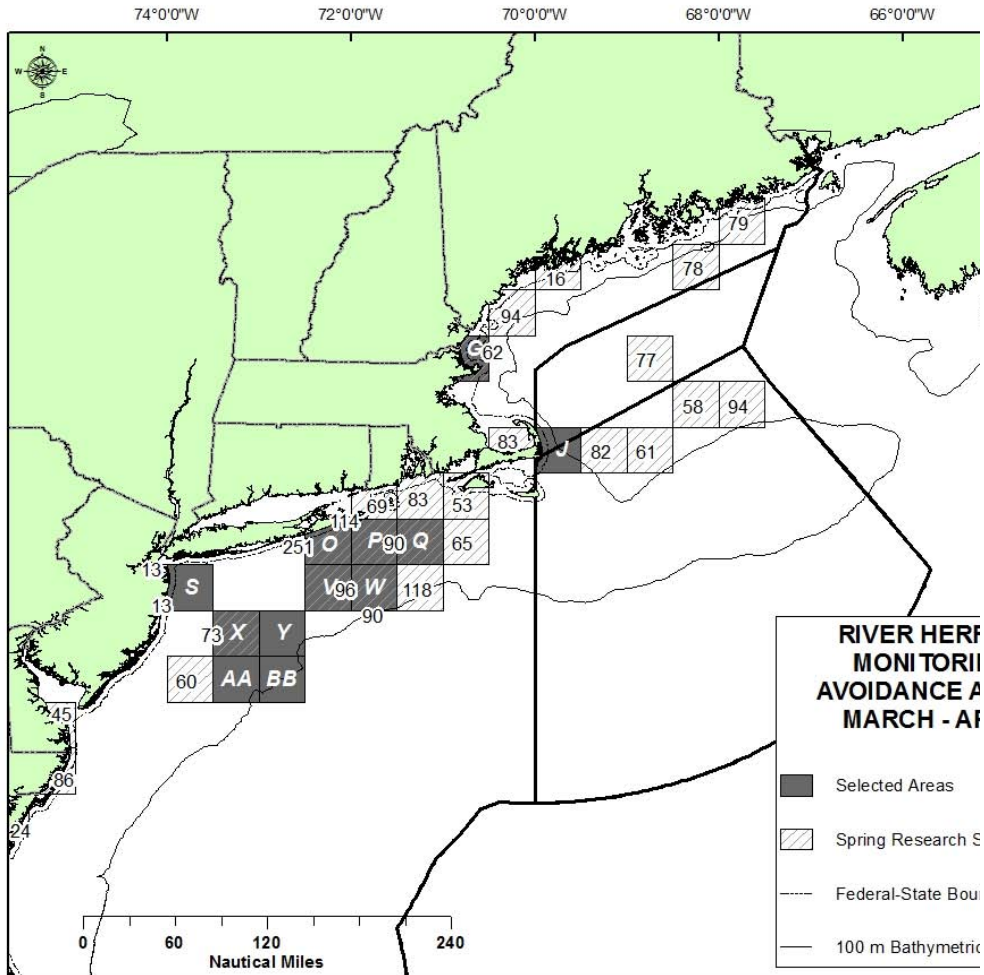 74°0'0"W 72°0'0"W 70°0'0"W 68°0'0"W 66°0'0"W
N
W E
S
79
16 78
94
G 62
77
58 94
83 J 82 61
69 83 53
114
251 O P 90 Q 65
13
S V 96 W 118
13 90
73 X Y
60 AA BB
45
86
24
0 60 120 240
Nautical Miles
RIVER HERR
MONITORI
AVOIDANCE A
MARCH - AP
Selected Areas
Spring Research S
Federal-State Bou
100 m Bathymetric